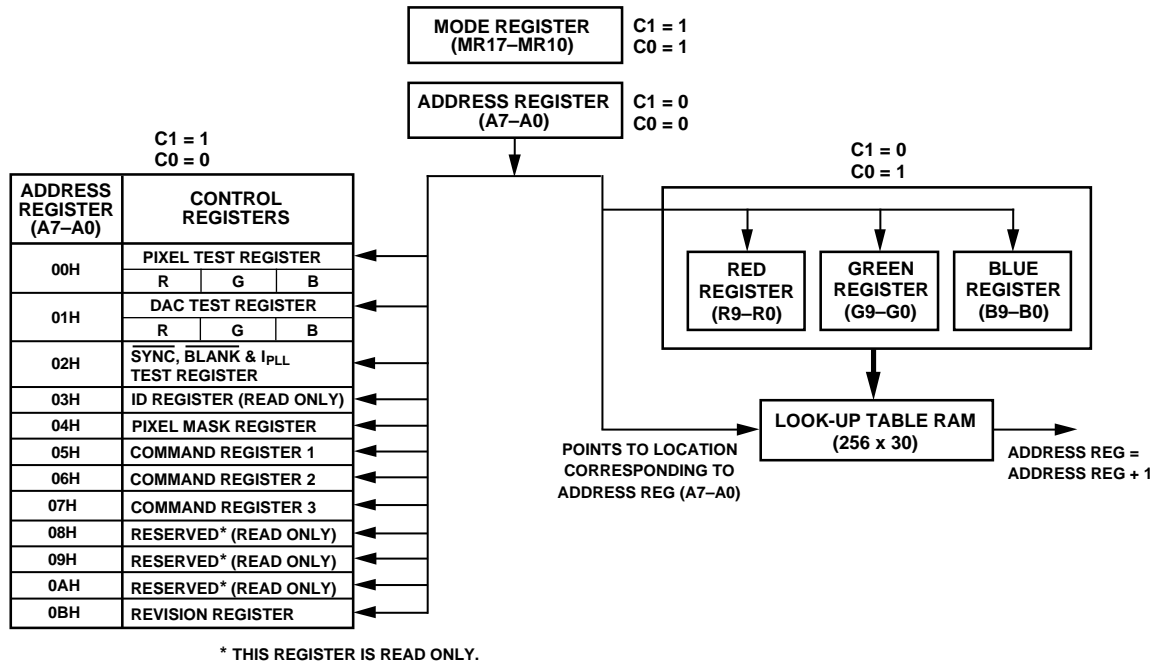 MODE REGISTER
(MR17–MR10)
C1 = 1
C0 = 1
ADDRESS REGISTER
(A7–A0)
C1 = 0
C0 = 0
C1 = 1
C0 = 0
ADDRESS
REGISTER
(A7–A0)
CONTROL
REGISTERS
00H
PIXEL TEST REGISTER
R G B
01H
DAC TEST REGISTER
R G B
02H
SYNC, BLANK & IPLL
TEST REGISTER
03H ID REGISTER (READ ONLY)
04H PIXEL MASK REGISTER
05H COMMAND REGISTER 1
06H COMMAND REGISTER 2
07H COMMAND REGISTER 3
08H RESERVED* (READ ONLY)
09H RESERVED* (READ ONLY)
0AH RESERVED* (READ ONLY)
0BH REVISION REGISTER
* THIS REGISTER IS READ ONLY.
C1 = 0
C0 = 1
RED
REGISTER
(R9–R0)
GREEN
REGISTER
(G9–G0)
BLUE
REGISTER
(B9–B0)
LOOK-UP TABLE RAM
(256 x 30)
POINTS TO LOCATION
CORRESPONDING TO
ADDRESS REG (A7–A0)
ADDRESS REG =
ADDRESS REG + 1